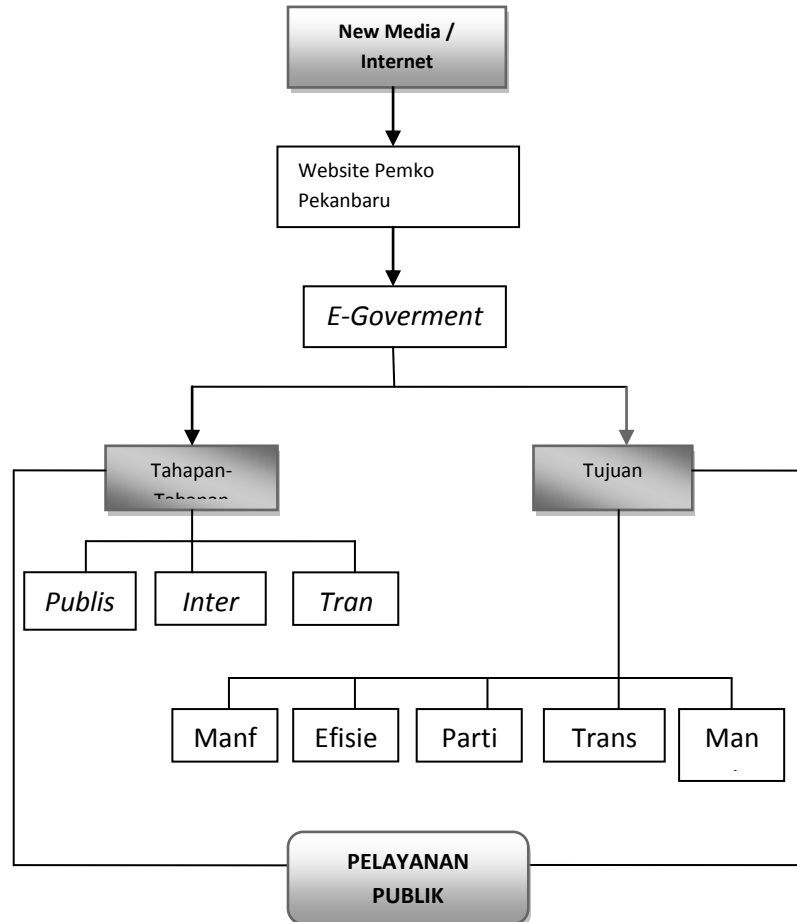 New Media /
Internet
Website Pemko
Pekanbaru
E-Goverment
Tahapan-
Tujuan
Publis
Inter
Tran
Manf
Efisie
Parti
Trans
Man
PELAYANAN
PUBLIK